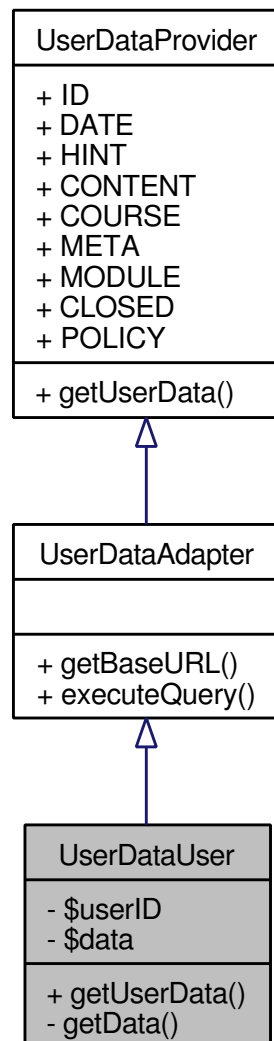 UserDataProvider
+ ID
+ DATE
+ HINT
+ CONTENT
+ COURSE
+ META
+ MODULE
+ CLOSED
+ POLICY
+ getUserData()
UserDataAdapter
+ getBaseURL()
+ executeQuery()
UserDataUser
- $userID
- $data
+ getUserData()
- getData()